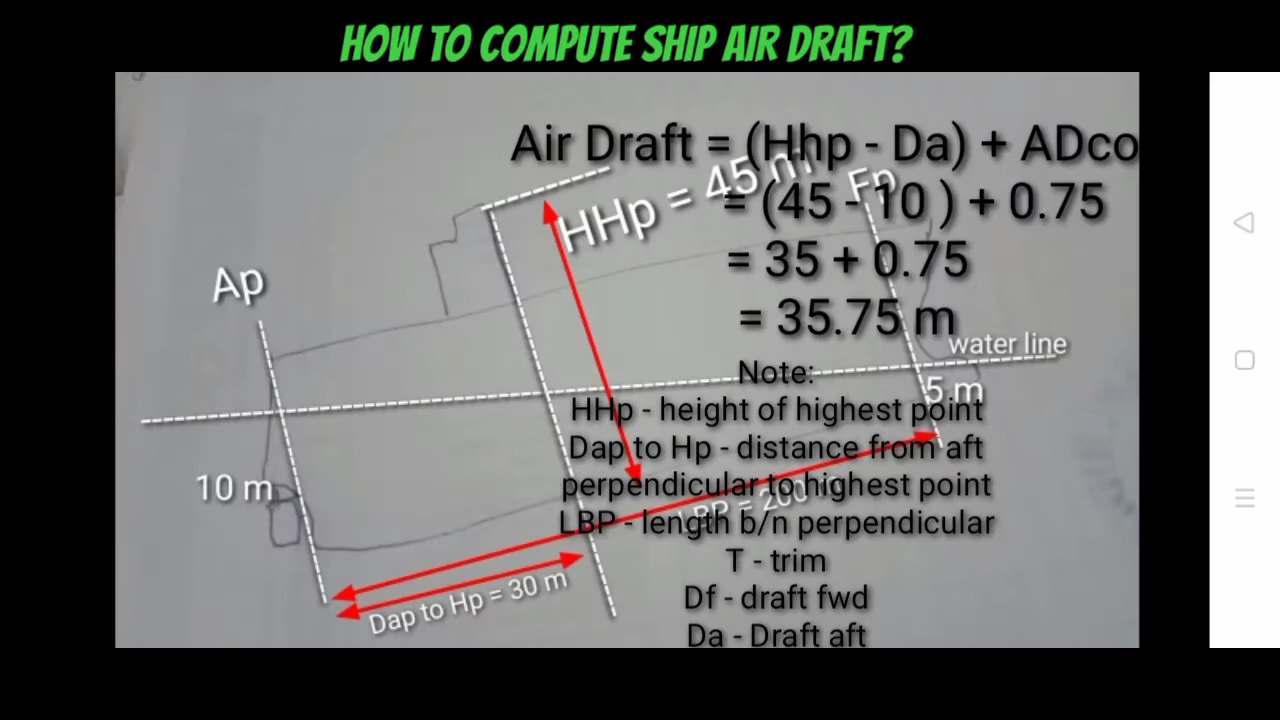 HOW TO COMPUTE SHIP AIR DRAFT?
Air Draft = (Hhp - Da) + ADco
= (45 - 10 ) + 0.75
= 35 + 0.75
= 35.75 m
HHp = 45 m
Fp
Ap
water line
5 m
10 m
Note:
HHp - height of highest point
Dap to Hp - distance from aft
perpendicular to highest point
LBP - length b/n perpendicular
T - trim
Df - draft fwd
Da - Draft aft
LBP = 200 m
Dap to Hp = 30 m